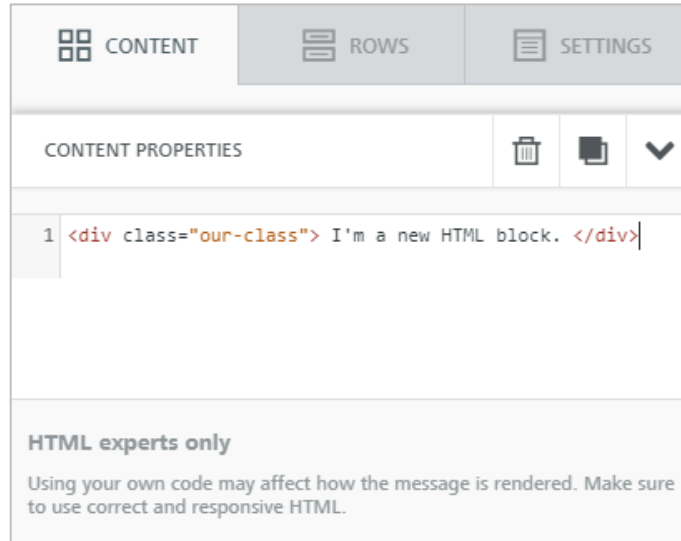 CONTENT ROWS SETTINGS
CONTENT PROPERTIES
1 <div class="our-class"> I'm a new HTML block. </div>
HTML experts only
Using your own code may affect how the message is rendered. Make sure
to use correct and responsive HTML.